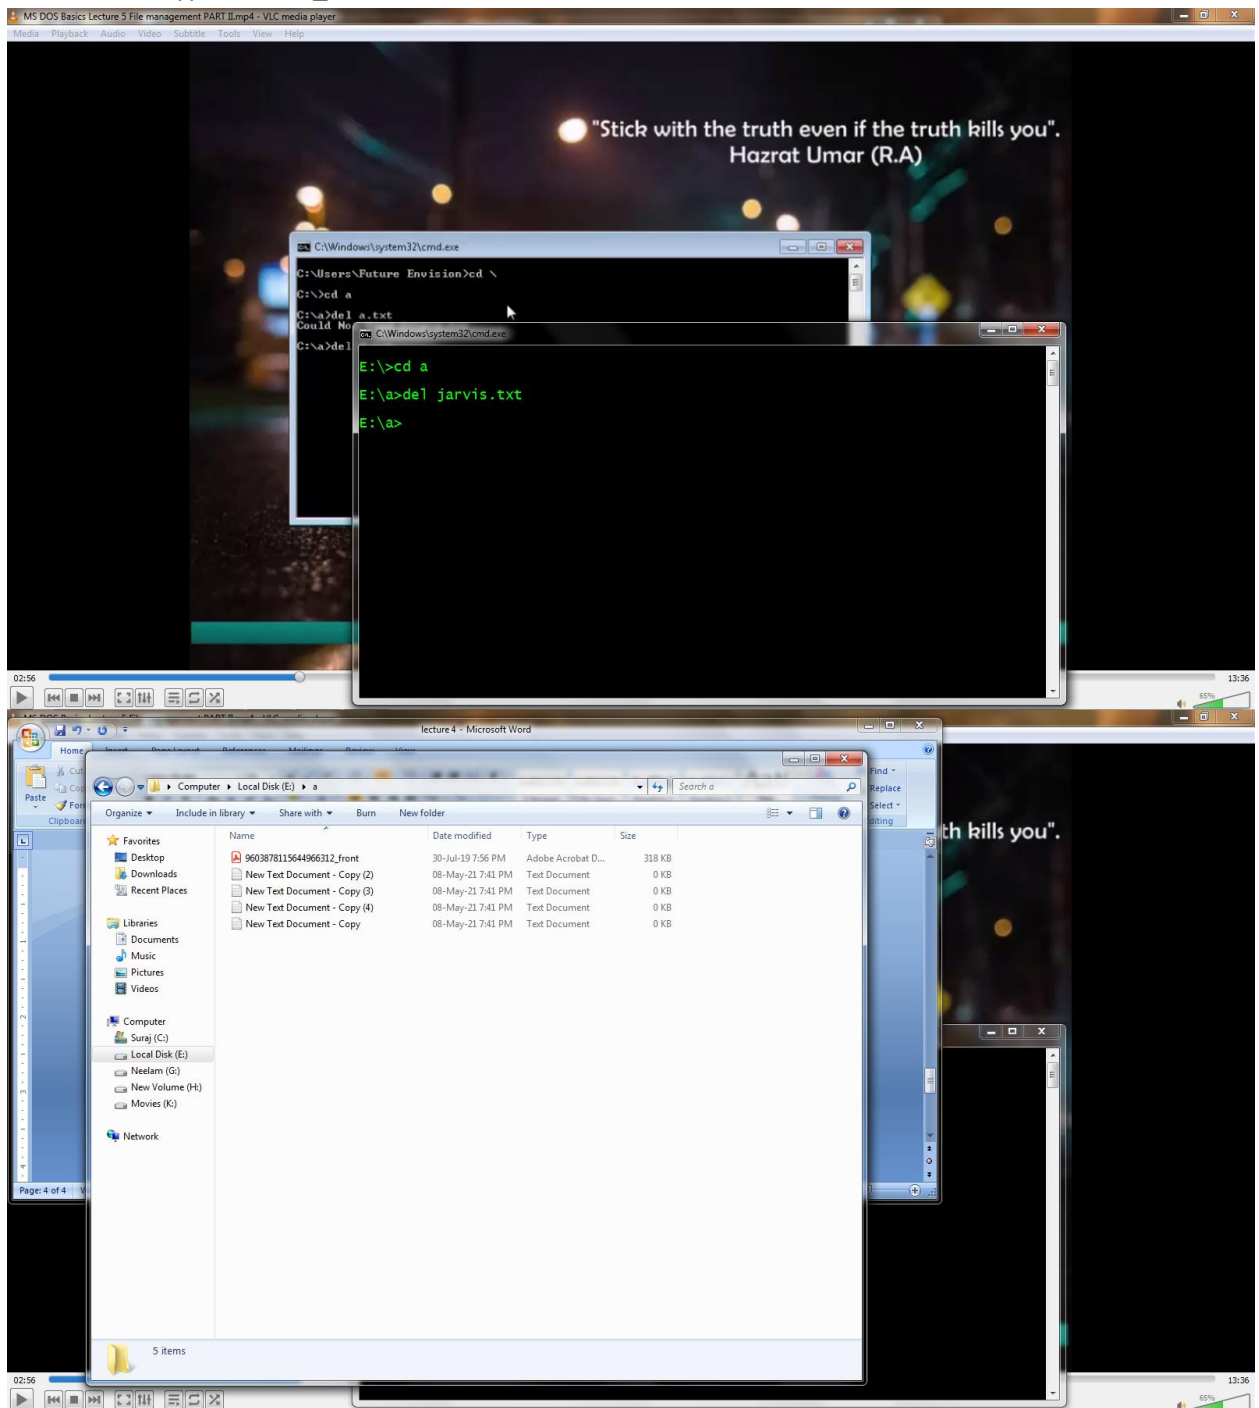 MS DOS Basics Lecture 5 File management PART II.mp4 - VLC media player
Media Playback Audio Video Subtitle Tools View Help
"Stick with the truth even if the truth kills you".
Hazrat Umar (R.A)
C:\Windows\system32\cmd.exe
C:\Users\Future Envision>cd \
C:\>cd a
C:\a>del a.txt
Could No
C:\a>del
C:\Windows\system32\cmd.exe
E:\>cd a
E:\a>del jarvis.txt
E:\a>
02:56
13:36
65%
lecture 4 - Microsoft Word
Home
Paste
Clipboar
Find
Replace
Select
diting
Computer Local Disk (E:) a
Search a
Organize Include in library Share with Burn New folder
Favorites
Desktop
Downloads
Recent Places
Libraries
Documents
Music
Pictures
Videos
Computer
Suraj (C:)
Local Disk (E:)
Neelam (G:)
New Volume (H:)
Movies (K:)
Network
Name Date modified Type Size
9603878115644966312_front 30-Jul-19 7:56 PM Adobe Acrobat D... 318 KB
New Text Document - Copy (2) 08-May-21 7:41 PM Text Document 0 KB
New Text Document - Copy (3) 08-May-21 7:41 PM Text Document 0 KB
New Text Document - Copy (4) 08-May-21 7:41 PM Text Document 0 KB
New Text Document - Copy 08-May-21 7:41 PM Text Document 0 KB
th kills you".
Page: 4 of 4
5 items
02:56
13:36
65%